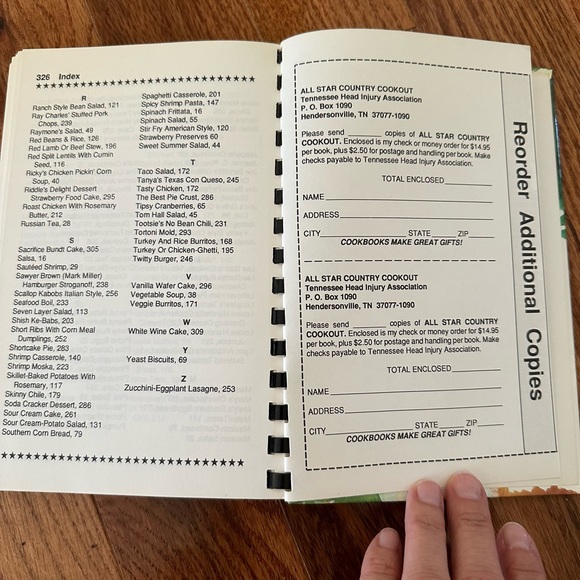 326 Index
R
Ranch Style Bean Salad, 121
Ray Charles' Stuffed Pork
Chops, 239
Raymone's Salad, 49
Red Beans & Rice, 126
Red Lamb Or Beef Stew, 196
Red Split Lentils With Cumin
Seed, 116
Ricky's Chicken Pickin' Corn
Soup, 40
Riddle's Delight Dessert
Strawberry Food Cake, 295
Roast Chicken With Rosemary
Butter, 212
Russian Tea, 28
S
Sacrifice Bundt Cake, 305
Salsa, 16
Sautéed Shrimp, 29
Sawyer Brown (Mark Miller)
Hamburger Stroganoff, 238
Scallop Kabobs Italian Style, 256
Seafood Boil, 233
Seven Layer Salad, 113
Shish Ke-Babs, 203
Short Ribs With Corn Meal
Dumplings, 252
Shortcake Pie, 283
Shrimp Casserole, 140
Shrimp Moska, 223
Skillet-Baked Potatoes With
Rosemary, 117
Skinny Chile, 179
Soda Cracker Dessert, 286
Sour Cream Cake, 261
Sour Cream-Potato Salad, 131
Southern Corn Bread, 79
Spaghetti Casserole, 201
Spicy Shrimp Pasta, 147
Spinach Frittata, 16
Spinach Salad, 55
Stir Fry American Style, 120
Strawberry Preserves 60
Sweet Summer Salad, 44
T
Taco Salad, 172
Tanya's Texas Con Queso, 245
Tasty Chicken, 172
The Best Pie Crust, 286
Tipsy Cranberries, 65
Tom Hall Salad, 45
Tootsie's No Bean Chili, 231
Tortoni Mold, 293
Turkey And Rice Burritos, 168
Turkey Or Chicken-Ghetti, 195
Twitty Burger, 246
V
Vanilla Wafer Cake, 296
Vegetable Soup, 38
Veggie Burritos, 171
W
White Wine Cake, 309
Y
Yeast Biscuits, 69
Z
Zucchini-Eggplant Lasagne, 253
ALL STAR COUNTRY COOKOUT
Tennessee Head Injury Association
P. O. Box 1090
Hendersonville, TN 37077-1090
Please send ________ copies of ALL STAR COUNTRY
COOKOUT. Enclosed is my check or money order for $14.95
per book, plus $2.50 for postage and handling per book. Make
checks payable to Tennessee Head Injury Association.
TOTAL ENCLOSED__________
NAME__________
ADDRESS__________
CITY__________ STATE _____ ZIP_____
COOKBOOKS MAKE GREAT GIFTS!
ALL STAR COUNTRY COOKOUT
Tennessee Head Injury Association
P. O. Box 1090
Hendersonville, TN 37077-1090
Please send ________ copies of ALL STAR COUNTRY
COOKOUT. Enclosed is my check or money order for $14.95
per book, plus $2.50 for postage and handling per book. Make
checks payable to Tennessee Head Injury Association.
TOTAL ENCLOSED__________
NAME__________
ADDRESS__________
CITY__________ STATE _____ ZIP_____
COOKBOOKS MAKE GREAT GIFTS!
Reorder Additional Copies